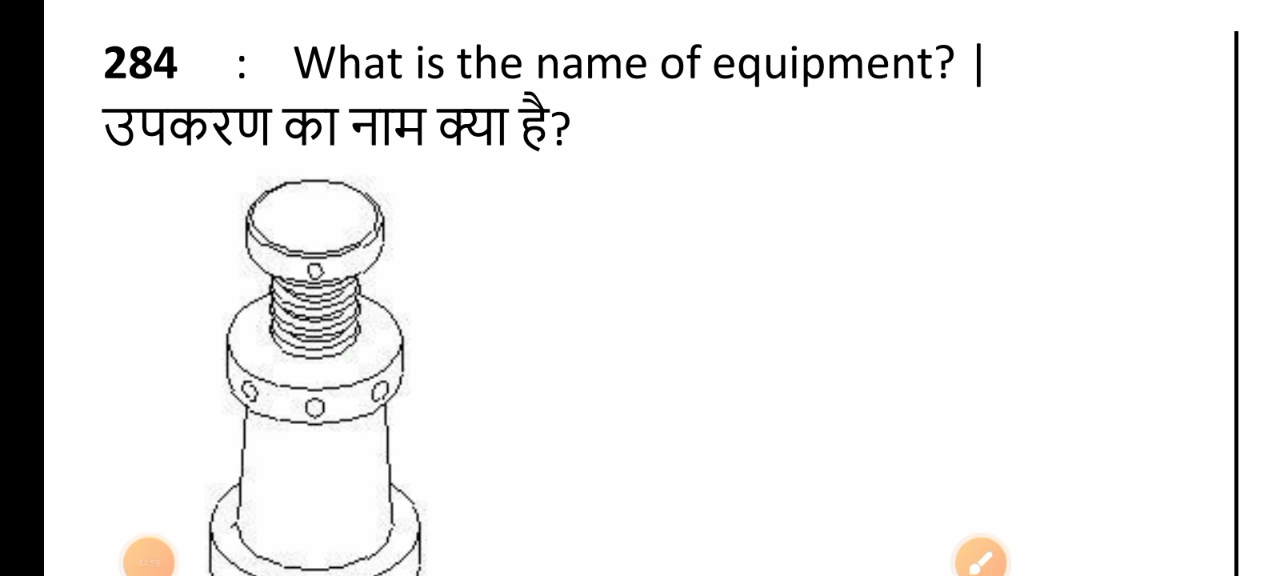 284 : What is the name of equipment? |
उपकरण का नाम क्या है?